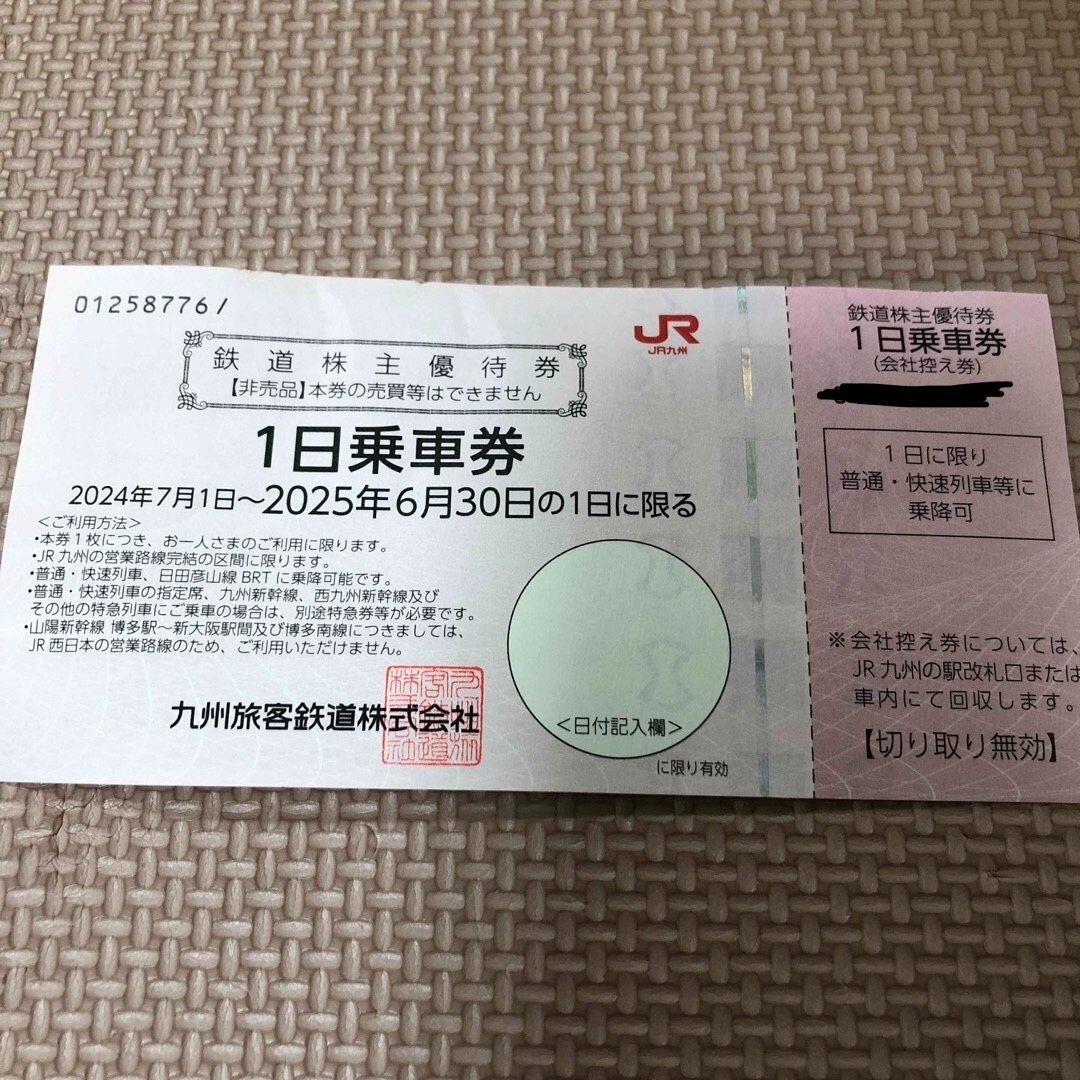 01258776/
JR
JR九州
鉄道株主優待券
【非売品】本券の売買等はできません
1日乗車券
2024年7月1日～2025年6月30日の1日に限る
＜ご利用方法＞
・本券1枚につき、お一人さまのご利用に限ります。
・JR九州の営業路線完結の区間に限ります。
・普通・快速列車、日田彦山線BRTに乗降可能です。
・普通・快速列車の指定席、九州新幹線、西九州新幹線及び
その他の特急列車にご乗車の場合は、別途特急券等が必要です。
・山陽新幹線 博多駅～新大阪駅間及び博多南線につきましては、
JR西日本の営業路線のため、ご利用いただけません。
九州旅客鉄道株式会社
＜日付記入欄＞
に限り有効
鉄道株主優待券
1日乗車券
(会社控え券)
1日に限り
普通・快速列車等に
乗降可
※会社控え券については、
JR九州の駅改札口または
車内にて回収します。
【切り取り無効】